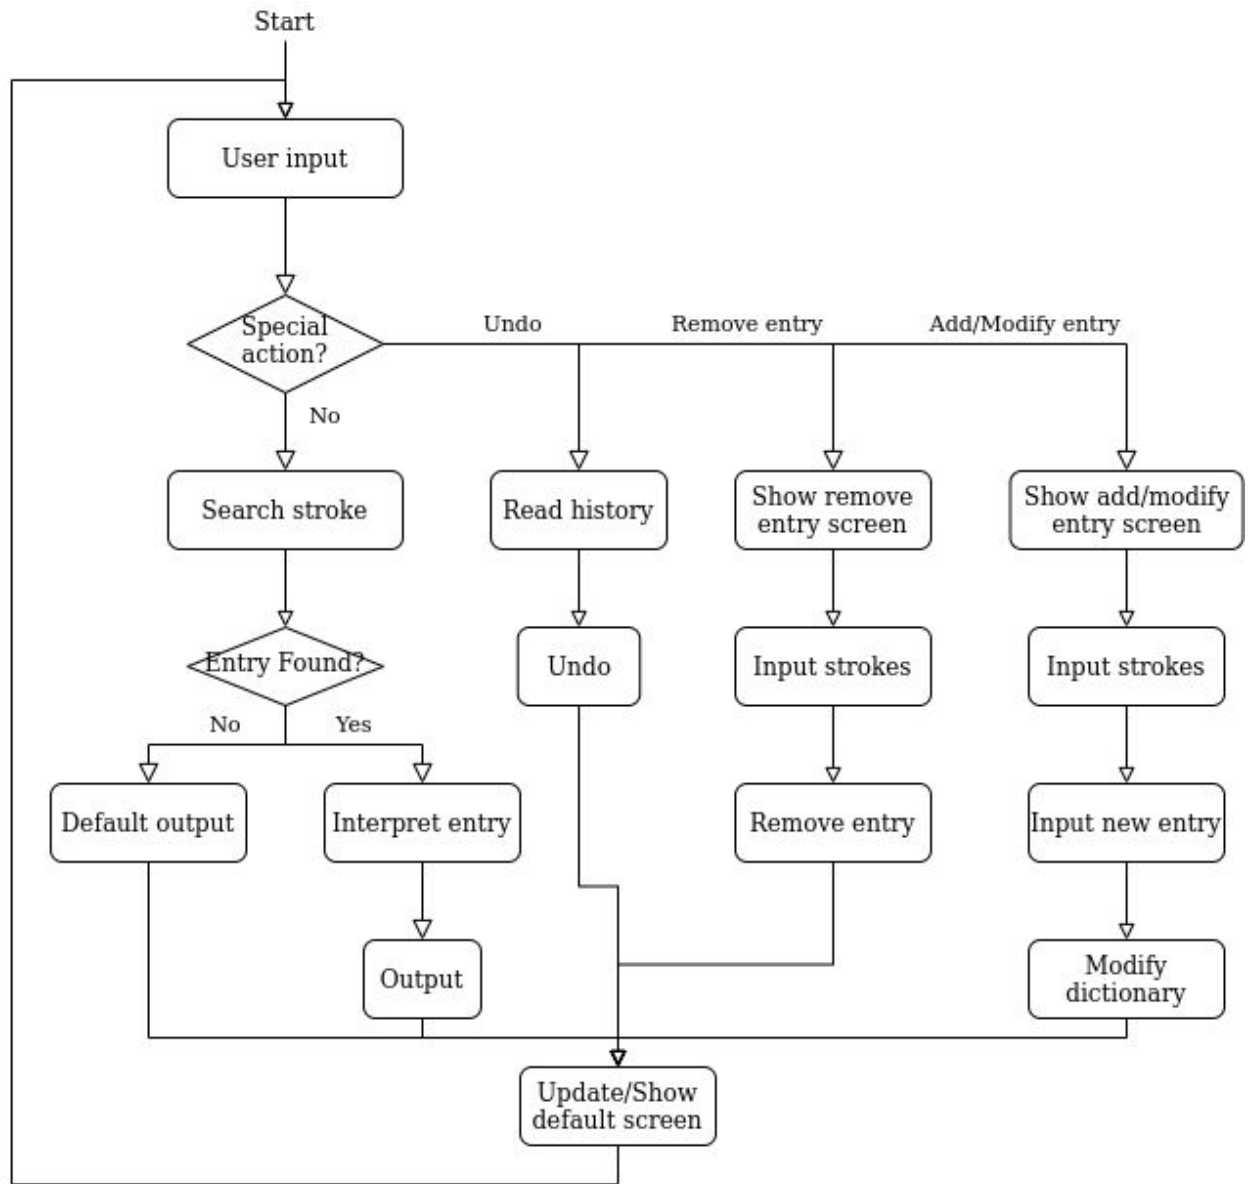 Start
User input
Special
action?
Undo
Remove entry
Add/Modify entry
No
Search stroke
Read history
Show remove
entry screen
Show add/modify
entry screen
Entry Found?
Undo
Input strokes
Input strokes
No
Yes
Default output
Interpret entry
Remove entry
Input new entry
Output
Modify
dictionary
Update/Show
default screen